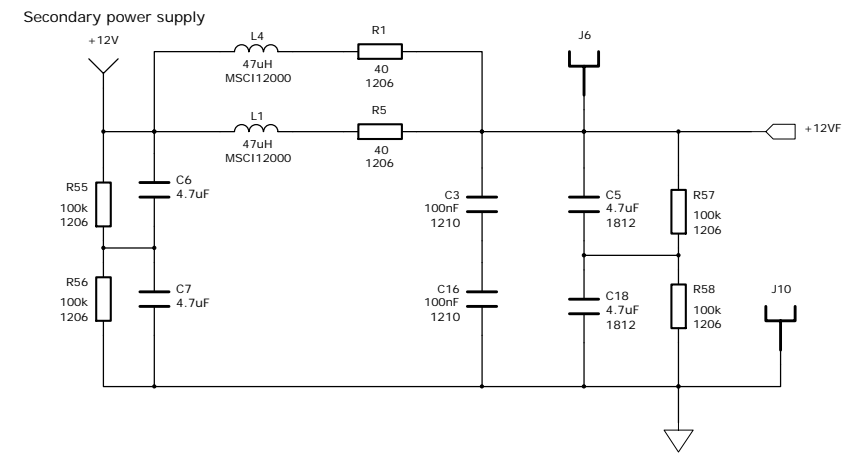 Secondary power supply
+12V
L4
47uH
MSCI12000
R1
40
1206
J6
L1
47uH
MSCI12000
R5
40
1206
+12VF
R55
100k
1206
C6
4.7uF
C3
100nF
1210
C5
4.7uF
1812
R57
100k
1206
R56
100k
1206
C7
4.7uF
C16
100nF
1210
C18
4.7uF
1812
R58
100k
1206
J10